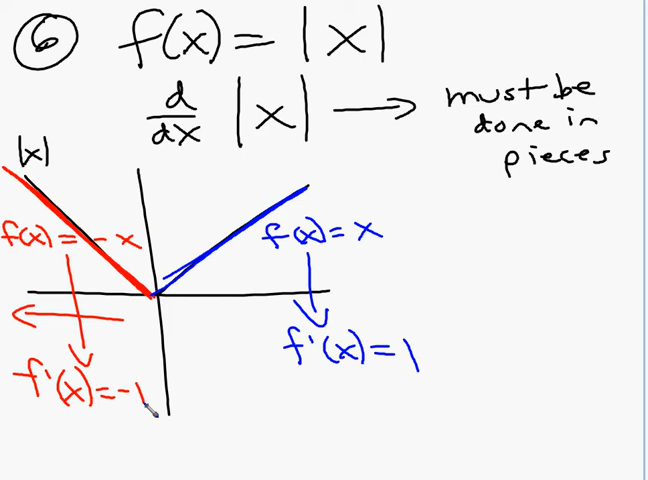 ⑥ f(x) = |x|
d/dx |x| → must be
done in
pieces
|x|
f(x) = -x
f(x) = x
f'(x) = 1
f'(x) = -1